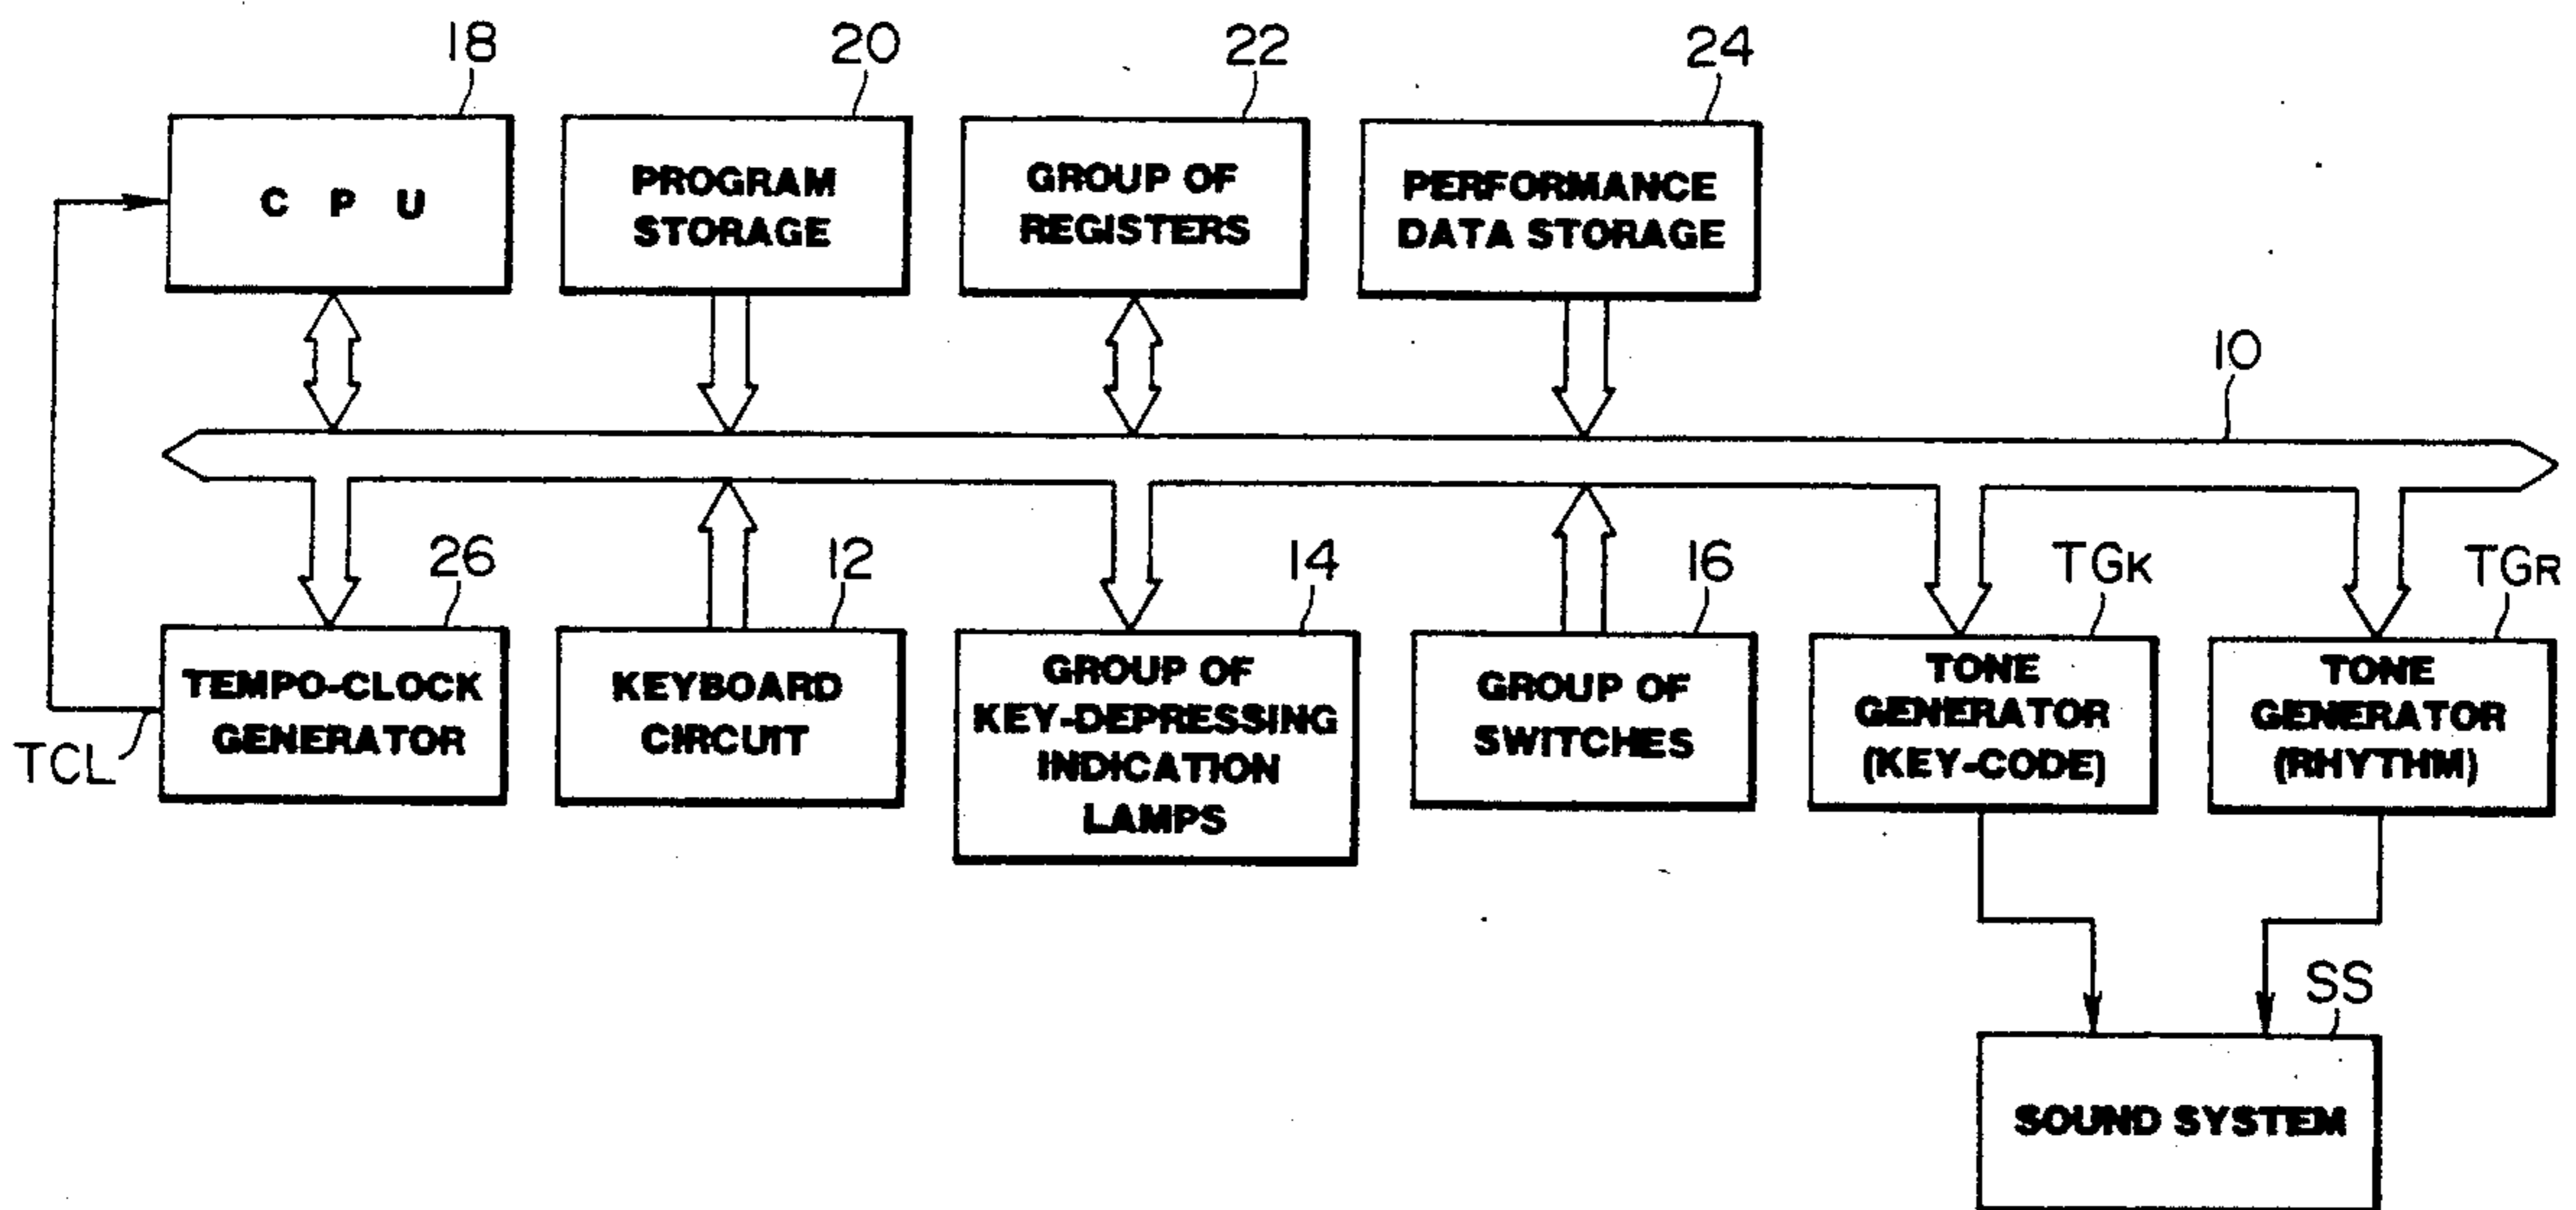 18
20
22
24
C P U
PROGRAM
STORAGE
GROUP OF
REGISTERS
PERFORMANCE
DATA STORAGE
10
26
12
14
16
TGK
TGR
TEMPO-CLOCK
GENERATOR
KEYBOARD
CIRCUIT
GROUP OF
KEY-DEPRESSING
INDICATION
LAMPS
GROUP OF
SWITCHES
TONE
GENERATOR
(KEY-CODE)
TONE
GENERATOR
(RHYTHM)
TCL
SS
SOUND SYSTEM